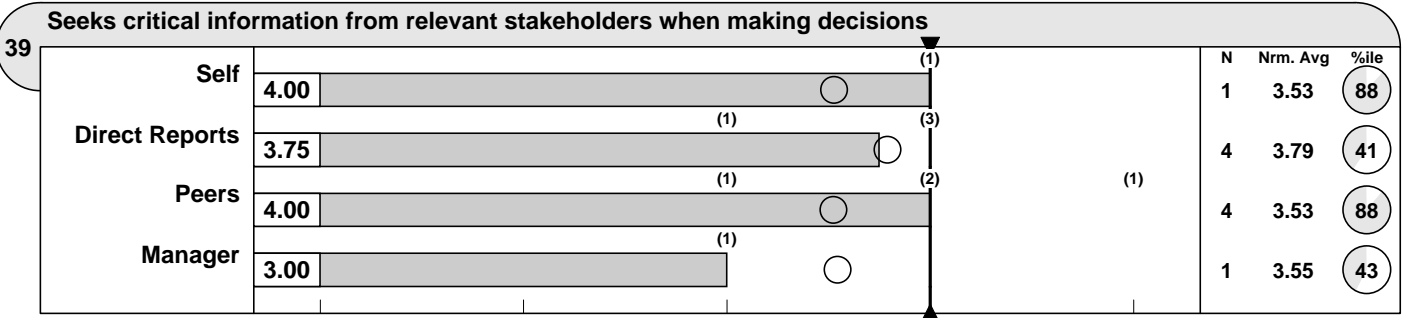 Seeks critical information from relevant stakeholders when making decisions
39
N Nrm. Avg %ile
(1)
Self 4.00 1 3.53 88
(1) (3)
Direct Reports 3.75 4 3.79 41
(1) (2) (1)
Peers 4.00 4 3.53 88
(1)
Manager 3.00 1 3.55 43